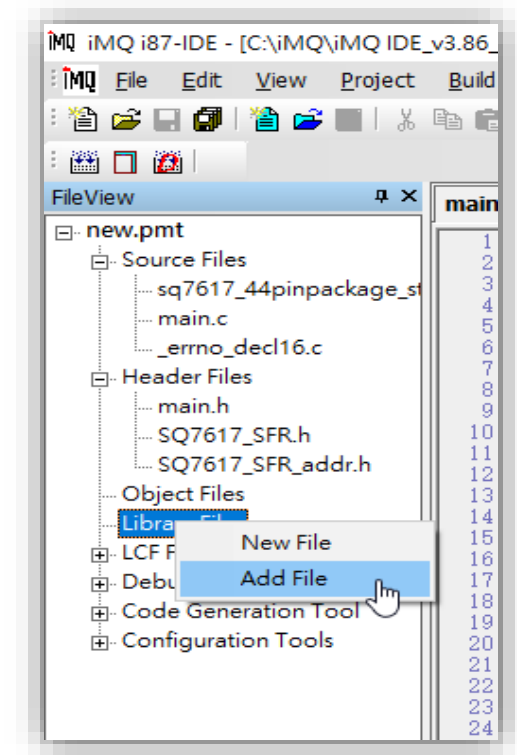 iMQ iMQ i87-IDE - [C:\iMQ\iMQ IDE_v3.86_
iMQ File Edit View Project Build
FileView
main
new.pmt
Source Files
sq7617_44pinpackage_st
main.c
_errno_decl16.c
Header Files
main.h
SQ7617_SFR.h
SQ7617_SFR_addr.h
Object Files
Library
New File
LCF F
Add File
Debu
Code Generation Tool
Configuration Tools
1
2
3
4
5
6
7
8
9
10
11
12
13
14
15
16
17
18
19
20
21
22
23
24